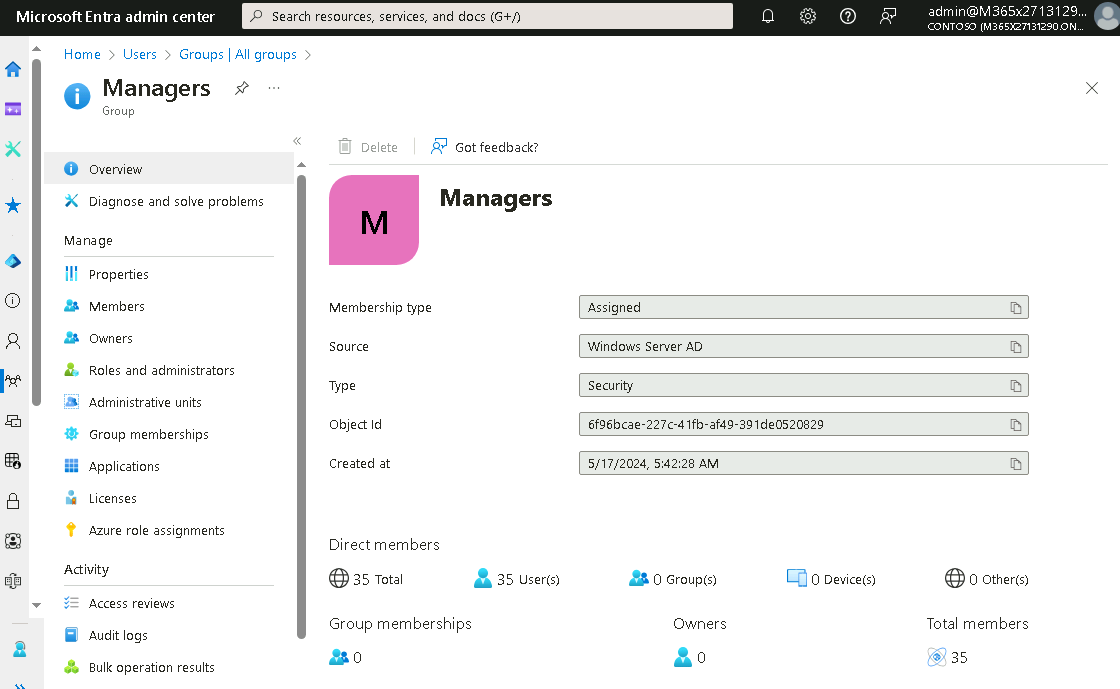 Microsoft Entra admin center
Search resources, services, and docs (G+/)
admin@M365x2713129...
CONTOSO (M365X27131290.ON...
Home > Users > Groups | All groups >
Managers
Group
Delete
Got feedback?
Overview
Diagnose and solve problems
Manage
Properties
Members
Owners
Roles and administrators
Administrative units
Group memberships
Applications
Licenses
Azure role assignments
Activity
Access reviews
Audit logs
Bulk operation results
M
Managers
Membership type
Assigned
Source
Windows Server AD
Type
Security
Object Id
6f96bcae-227c-41fb-af49-391de0520829
Created at
5/17/2024, 5:42:28 AM
Direct members
35 Total
35 User(s)
0 Group(s)
0 Device(s)
0 Other(s)
Group memberships
0
Owners
0
Total members
35